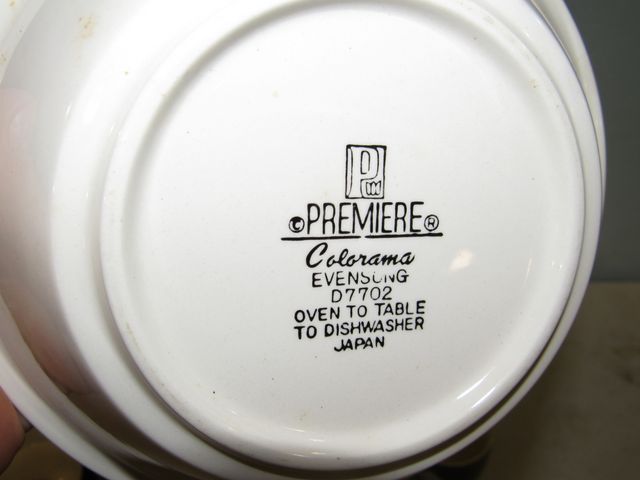 P
©PREMIERE®
Colorama
EVENSONG
D7702
OVEN TO TABLE
TO DISHWASHER
JAPAN